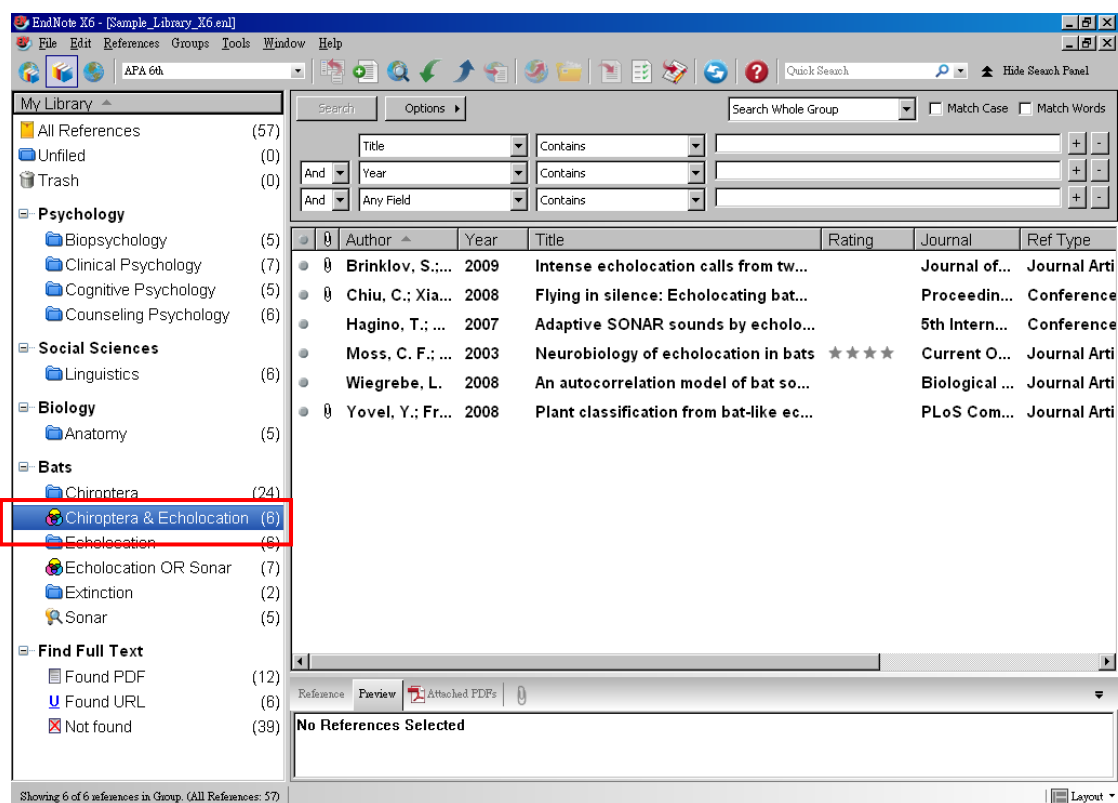 EndNote X6 - [Sample_Library_X6.enl]
File Edit References Groups Tools Window Help
APA 6th
Quick Search
Hide Search Panel
My Library
All References (57)
Unfiled (0)
Trash (0)
Psychology
Biopsychology (5)
Clinical Psychology (7)
Cognitive Psychology (5)
Counseling Psychology (6)
Social Sciences
Linguistics (6)
Biology
Anatomy (5)
Bats
Chiroptera (24)
Chiroptera & Echolocation (6)
Echolocation (6)
Echolocation OR Sonar (7)
Extinction (2)
Sonar (5)
Find Full Text
Found PDF (12)
Found URL (6)
Not found (39)
Search Options Search Whole Group Match Case Match Words
Title Contains + -
And Year Contains + -
And Any Field Contains + -
Author Year Title Rating Journal Ref Type
Brinklov, S.;... 2009 Intense echolocation calls from tw... Journal of... Journal Arti
Chiu, C.; Xia... 2008 Flying in silence: Echolocating bat... Proceedin... Conference
Hagino, T.; ... 2007 Adaptive SONAR sounds by echolo... 5th Intern... Conference
Moss, C. F.; ... 2003 Neurobiology of echolocation in bats ★★★★ Current O... Journal Arti
Wiegrebe, L. 2008 An autocorrelation model of bat so... Biological ... Journal Arti
Yovel, Y.; Fr... 2008 Plant classification from bat-like ec... PLoS Com... Journal Arti
Reference Preview Attached PDFs
No References Selected
Showing 6 of 6 references in Group. (All References: 57)
Layout